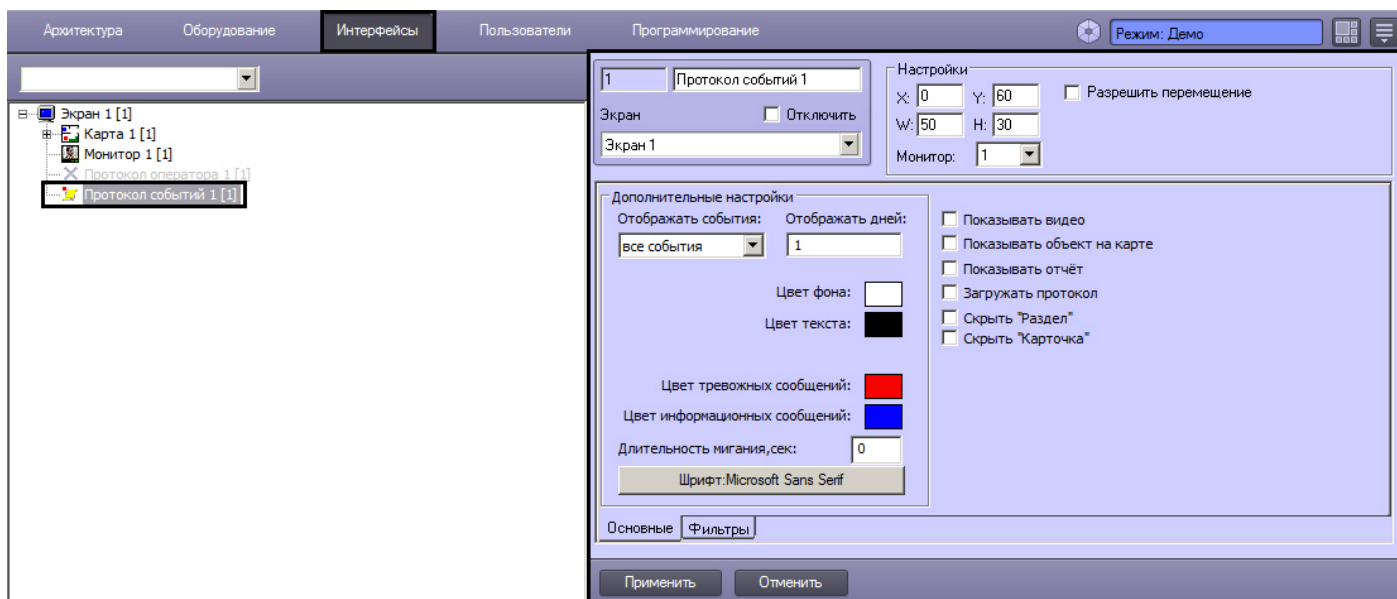 Архитектура Оборудование Интерфейсы Пользователи Программирование Режим: Демо
Экран 1 [1]
Карта 1 [1]
Монитор 1 [1]
Протокол оператора 1 [1]
Протокол событий 1 [1]
1 Протокол событий 1
Экран Отключить
Экран 1
Настройки
X: 0 Y: 60 Разрешить перемещение
W: 50 H: 30
Монитор: 1
Дополнительные настройки
Отображать события: Отображать дней:
все события 1
Цвет фона:
Цвет текста:
Цвет тревожных сообщений:
Цвет информационных сообщений:
Длительность мигания,сек: 0
Шрифт:Microsoft Sans Serif
Показывать видео
Показывать объект на карте
Показывать отчёт
Загружать протокол
Скрыть "Раздел"
Скрыть "Карточка"
Основные Фильтры
Применить Отменить